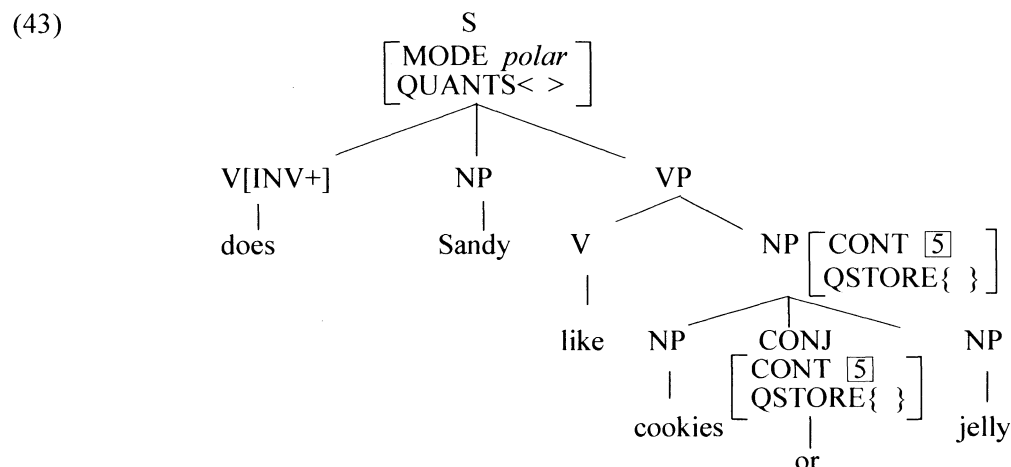 (43)
S
MODE polar
QUANTS< >
V[INV+] NP VP
does Sandy V NP CONT 5
QSTORE{ }
like NP CONJ NP
CONT 5
QSTORE{ }
cookies jelly
or